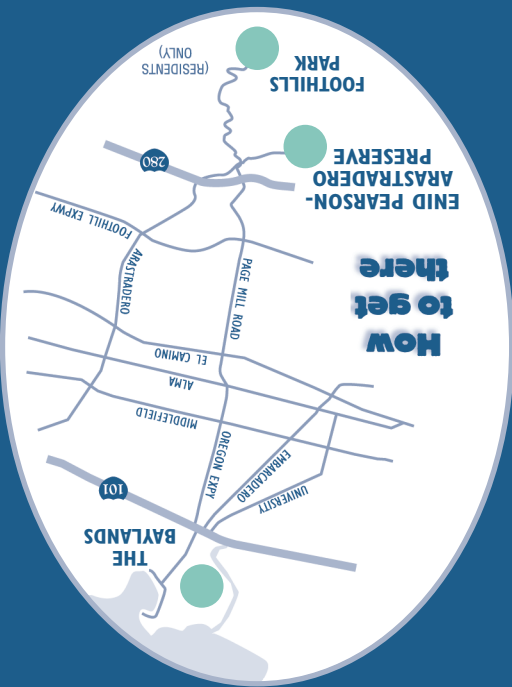 How
to get
there
THE
BAYLANDS
101
UNIVERSITY
EMBARCADERO
OREGON EXPY
MIDDLEFIELD
ALMA
EL CAMINO
PAGE MILL ROAD
ARASTRADERO
FOOTHILL EXPWY
280
ENID PEARSON-
ARASTRADERO
PRESERVE
FOOTHILLS
PARK
(RESIDENTS
ONLY)